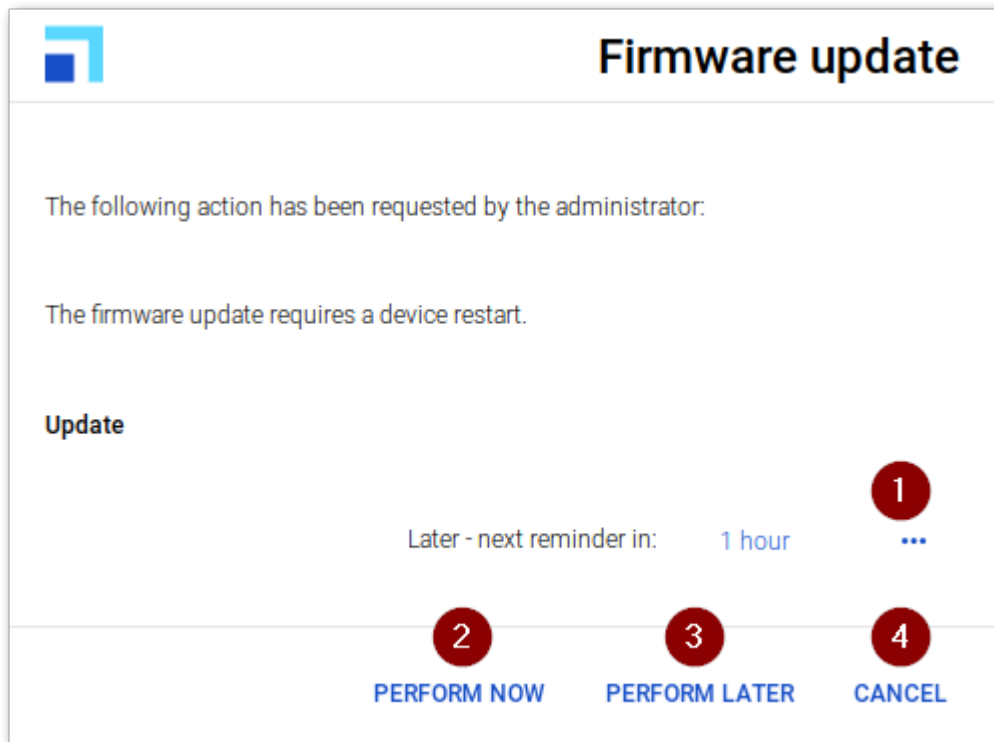 Firmware update
The following action has been requested by the administrator:
The firmware update requires a device restart.
Update
1
Later - next reminder in: 1 hour ...
2 3 4
PERFORM NOW PERFORM LATER CANCEL